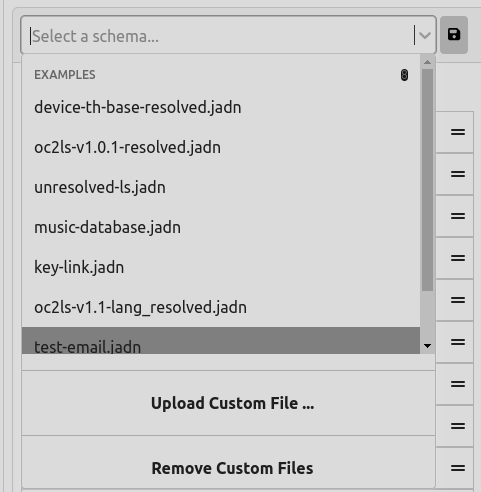 Select a schema...
EXAMPLES
device-th-base-resolved.jadn
oc2ls-v1.0.1-resolved.jadn
unresolved-ls.jadn
music-database.jadn
key-link.jadn
oc2ls-v1.1-lang_resolved.jadn
test-email.jadn
Upload Custom File ...
Remove Custom Files